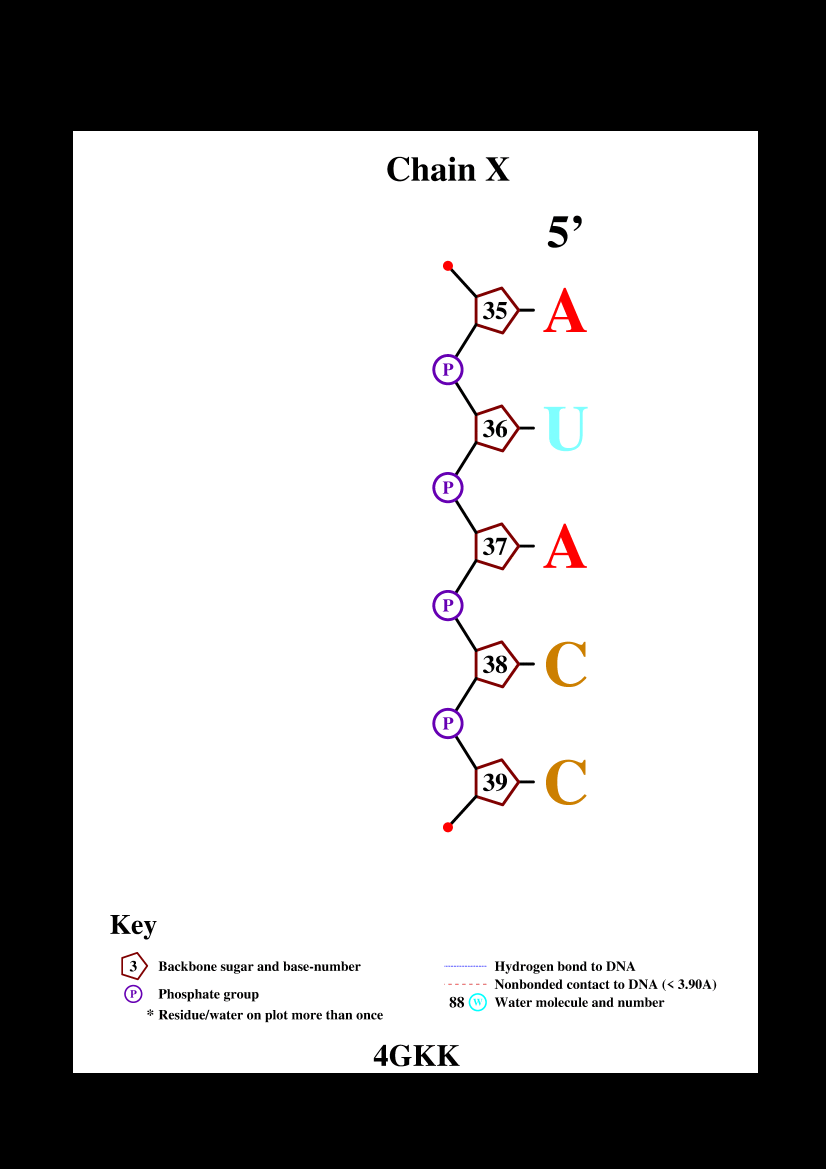 Chain X
5’
35 A
P
36 U
P
37 A
P
38 C
P
39 C
Key
3 Backbone sugar and base-number
P Phosphate group
* Residue/water on plot more than once
Hydrogen bond to DNA
Nonbonded contact to DNA (< 3.90A)
88 W Water molecule and number
4GKK